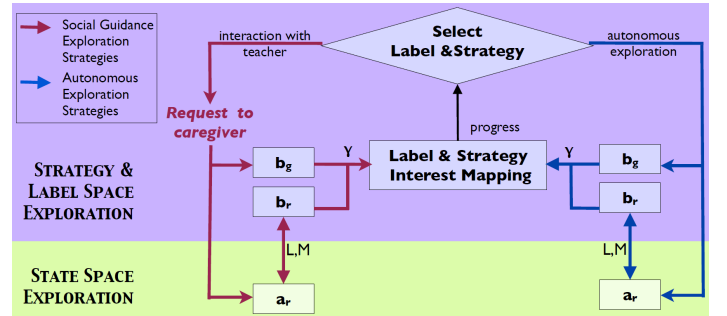 Social Guidance
Exploration
Strategies
Autonomous
Exploration
Strategies
interaction with
teacher
Select
Label &Strategy
autonomous
exploration
Request to
caregiver
progress
bg
γ
Label & Strategy
Interest Mapping
γ
bg
br
br
STRATEGY &
LABEL SPACE
EXPLORATION
L,M
L,M
STATE SPACE
EXPLORATION
ar
ar